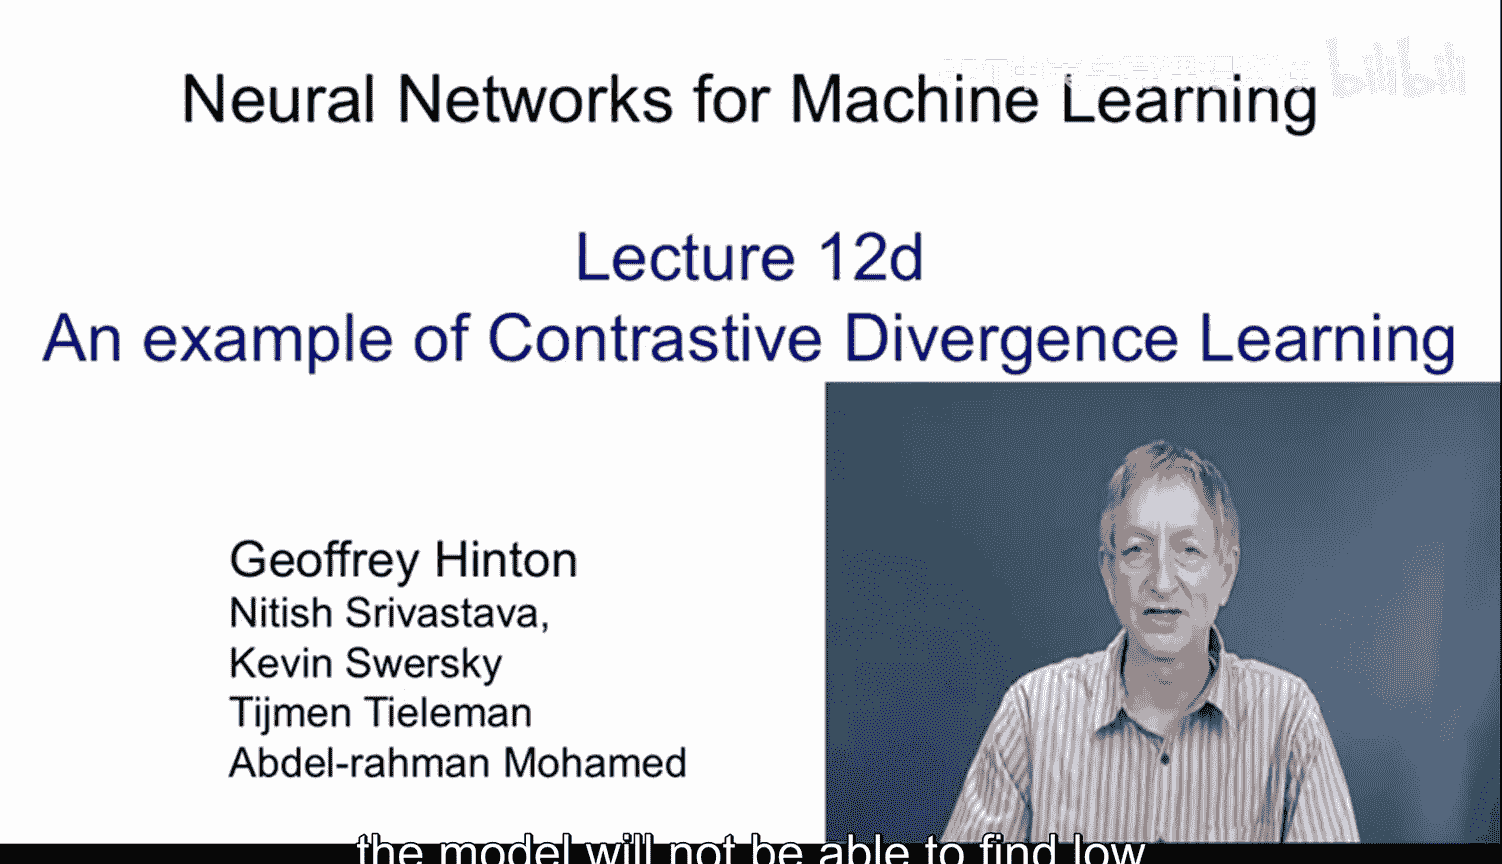 Neural Networks for Machine Learning
bilibili
Lecture 12d
An example of Contrastive Divergence Learning
Geoffrey Hinton
Nitish Srivastava,
Kevin Swersky
Tijmen Tieleman
Abdel-rahman Mohamed
the model will not be able to find low